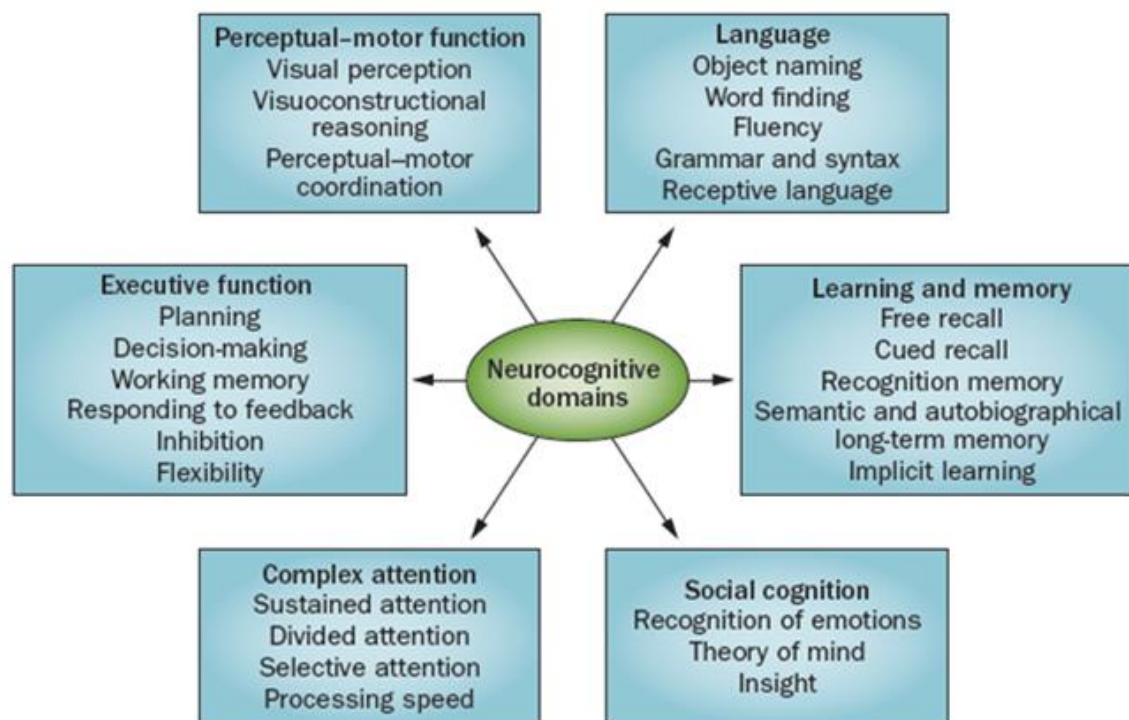 Perceptual–motor function
Visual perception
Visuoconstructional
reasoning
Perceptual–motor
coordination
Language
Object naming
Word finding
Fluency
Grammar and syntax
Receptive language
Executive function
Planning
Decision-making
Working memory
Responding to feedback
Inhibition
Flexibility
Neurocognitive
domains
Learning and memory
Free recall
Cued recall
Recognition memory
Semantic and autobiographical
long-term memory
Implicit learning
Complex attention
Sustained attention
Divided attention
Selective attention
Processing speed
Social cognition
Recognition of emotions
Theory of mind
Insight